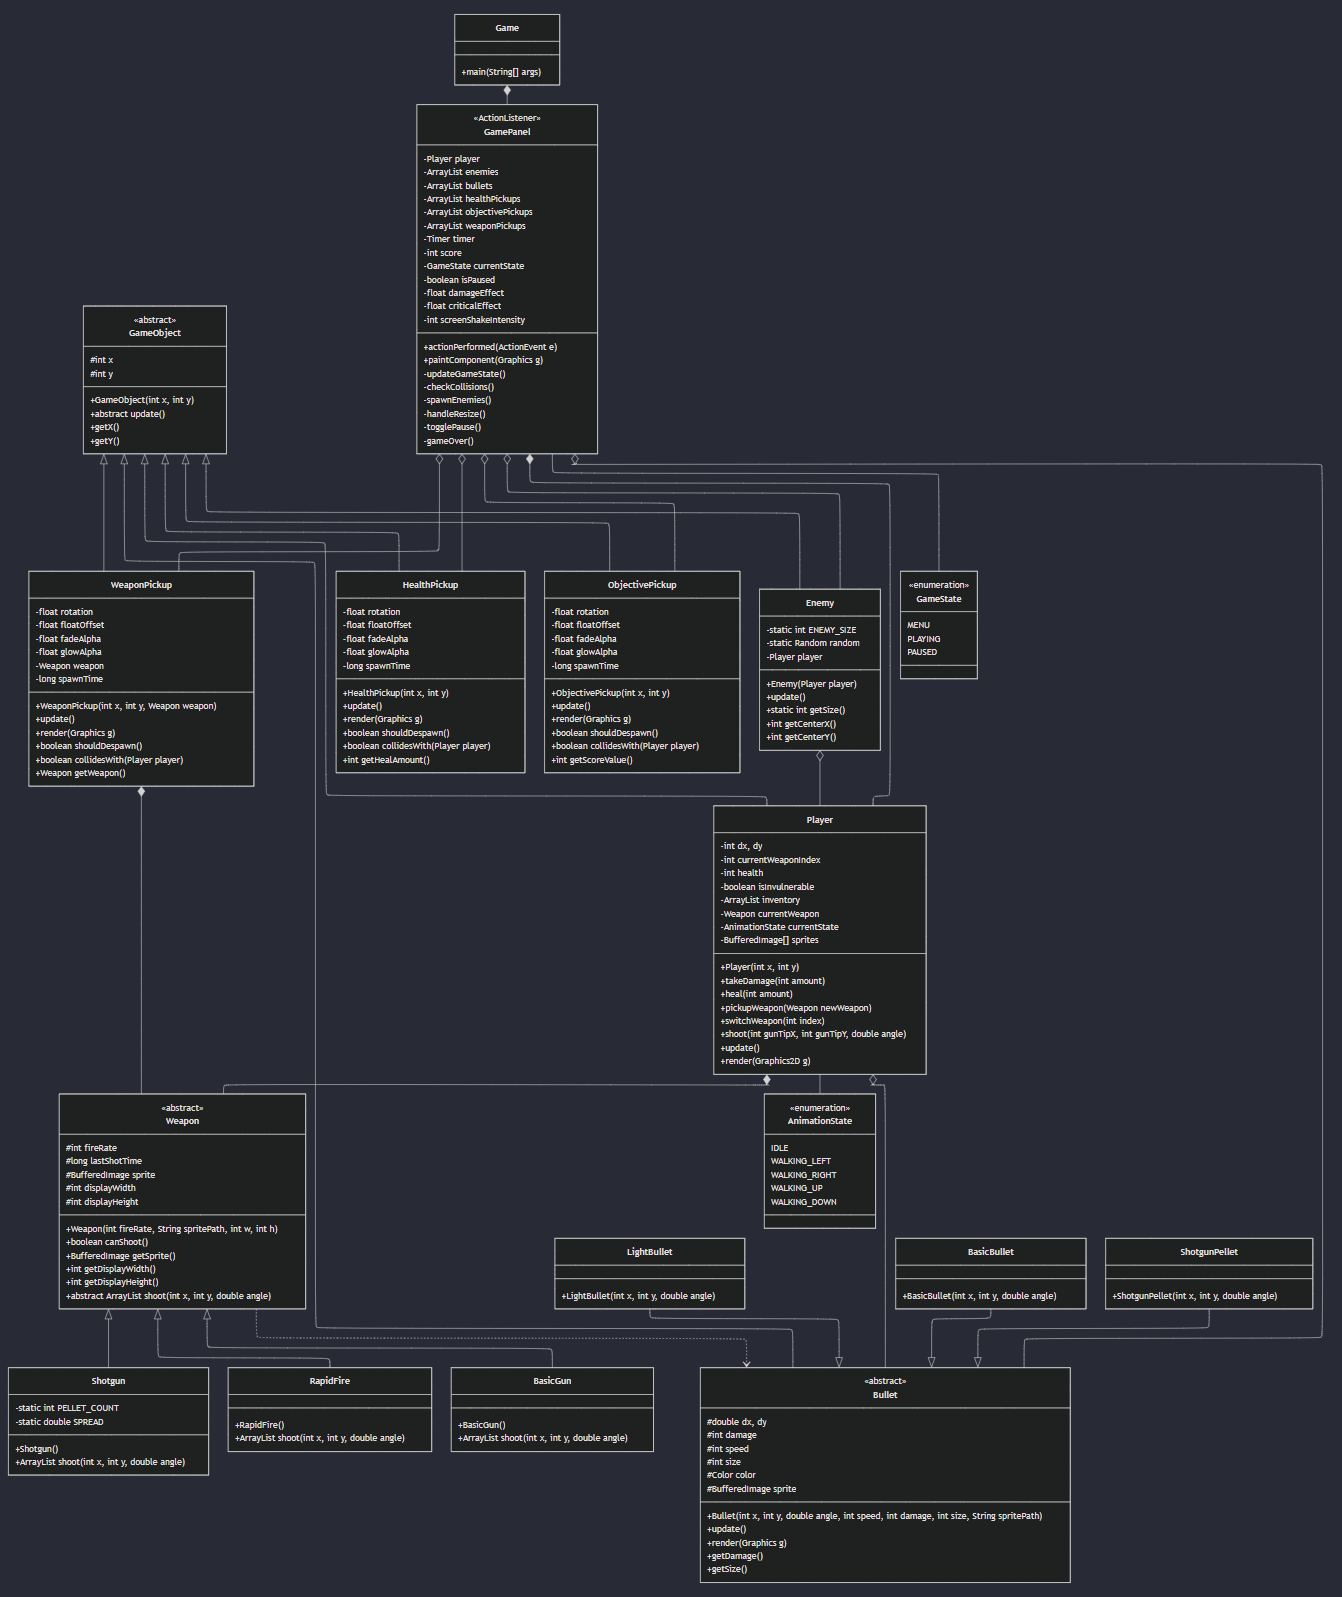 Game
+main(String[] args)
«ActionListener»
GamePanel
-Player player
-ArrayList enemies
-ArrayList bullets
-ArrayList healthPickups
-ArrayList objectivePickups
-ArrayList weaponPickups
-Timer timer
-int score
-GameState currentState
-boolean isPaused
-float damageEffect
-float criticalEffect
-int screenShakeIntensity
+actionPerformed(ActionEvent e)
+paintComponent(Graphics g)
-updateGameState()
-checkCollisions()
-spawnEnemies()
-handleResize()
-togglePause()
-gameOver()
«abstract»
GameObject
#int x
#int y
+GameObject(int x, int y)
+abstract update()
+getX()
+getY()
WeaponPickup
-float rotation
-float floatOffset
-float fadeAlpha
-float glowAlpha
-Weapon weapon
-long spawnTime
+WeaponPickup(int x, int y, Weapon weapon)
+update()
+render(Graphics g)
+boolean shouldDespawn()
+boolean collidesWith(Player player)
+Weapon getWeapon()
HealthPickup
-float rotation
-float floatOffset
-float fadeAlpha
-float glowAlpha
-long spawnTime
+HealthPickup(int x, int y)
+update()
+render(Graphics g)
+boolean shouldDespawn()
+boolean collidesWith(Player player)
+int getHealAmount()
ObjectivePickup
-float rotation
-float floatOffset
-float fadeAlpha
-float glowAlpha
-long spawnTime
+ObjectivePickup(int x, int y)
+update()
+render(Graphics g)
+boolean shouldDespawn()
+boolean collidesWith(Player player)
+int getScoreValue()
Enemy
-static int ENEMY_SIZE
-static Random random
-Player player
+Enemy(Player player)
+update()
+static int getSize()
+int getCenterX()
+int getCenterY()
«enumeration»
GameState
MENU
PLAYING
PAUSED
Player
-int dx, dy
-int currentWeaponIndex
-int health
-boolean isInvulnerable
-ArrayList inventory
-Weapon currentWeapon
-AnimationState currentState
-BufferedImage[] sprites
+Player(int x, int y)
+takeDamage(int amount)
+heal(int amount)
+pickupWeapon(Weapon newWeapon)
+switchWeapon(int index)
+shoot(int gunTipX, int gunTipY, double angle)
+update()
+render(Graphics2D g)
«abstract»
Weapon
#int fireRate
#long lastShotTime
#BufferedImage sprite
#int displayWidth
#int displayHeight
+Weapon(int fireRate, String spritePath, int w, int h)
+boolean canShoot()
+BufferedImage getSprite()
+int getDisplayWidth()
+int getDisplayHeight()
+abstract ArrayList shoot(int x, int y, double angle)
«enumeration»
AnimationState
IDLE
WALKING_LEFT
WALKING_RIGHT
WALKING_UP
WALKING_DOWN
LightBullet
+LightBullet(int x, int y, double angle)
BasicBullet
+BasicBullet(int x, int y, double angle)
ShotgunPellet
+ShotgunPellet(int x, int y, double angle)
Shotgun
-static int PELLET_COUNT
-static double SPREAD
+Shotgun()
+ArrayList shoot(int x, int y, double angle)
RapidFire
+RapidFire()
+ArrayList shoot(int x, int y, double angle)
BasicGun
+BasicGun()
+ArrayList shoot(int x, int y, double angle)
«abstract»
Bullet
#double dx, dy
#int damage
#int speed
#int size
#Color color
#BufferedImage sprite
+Bullet(int x, int y, double angle, int speed, int damage, int size, String spritePath)
+update()
+render(Graphics g)
+getDamage()
+getSize()